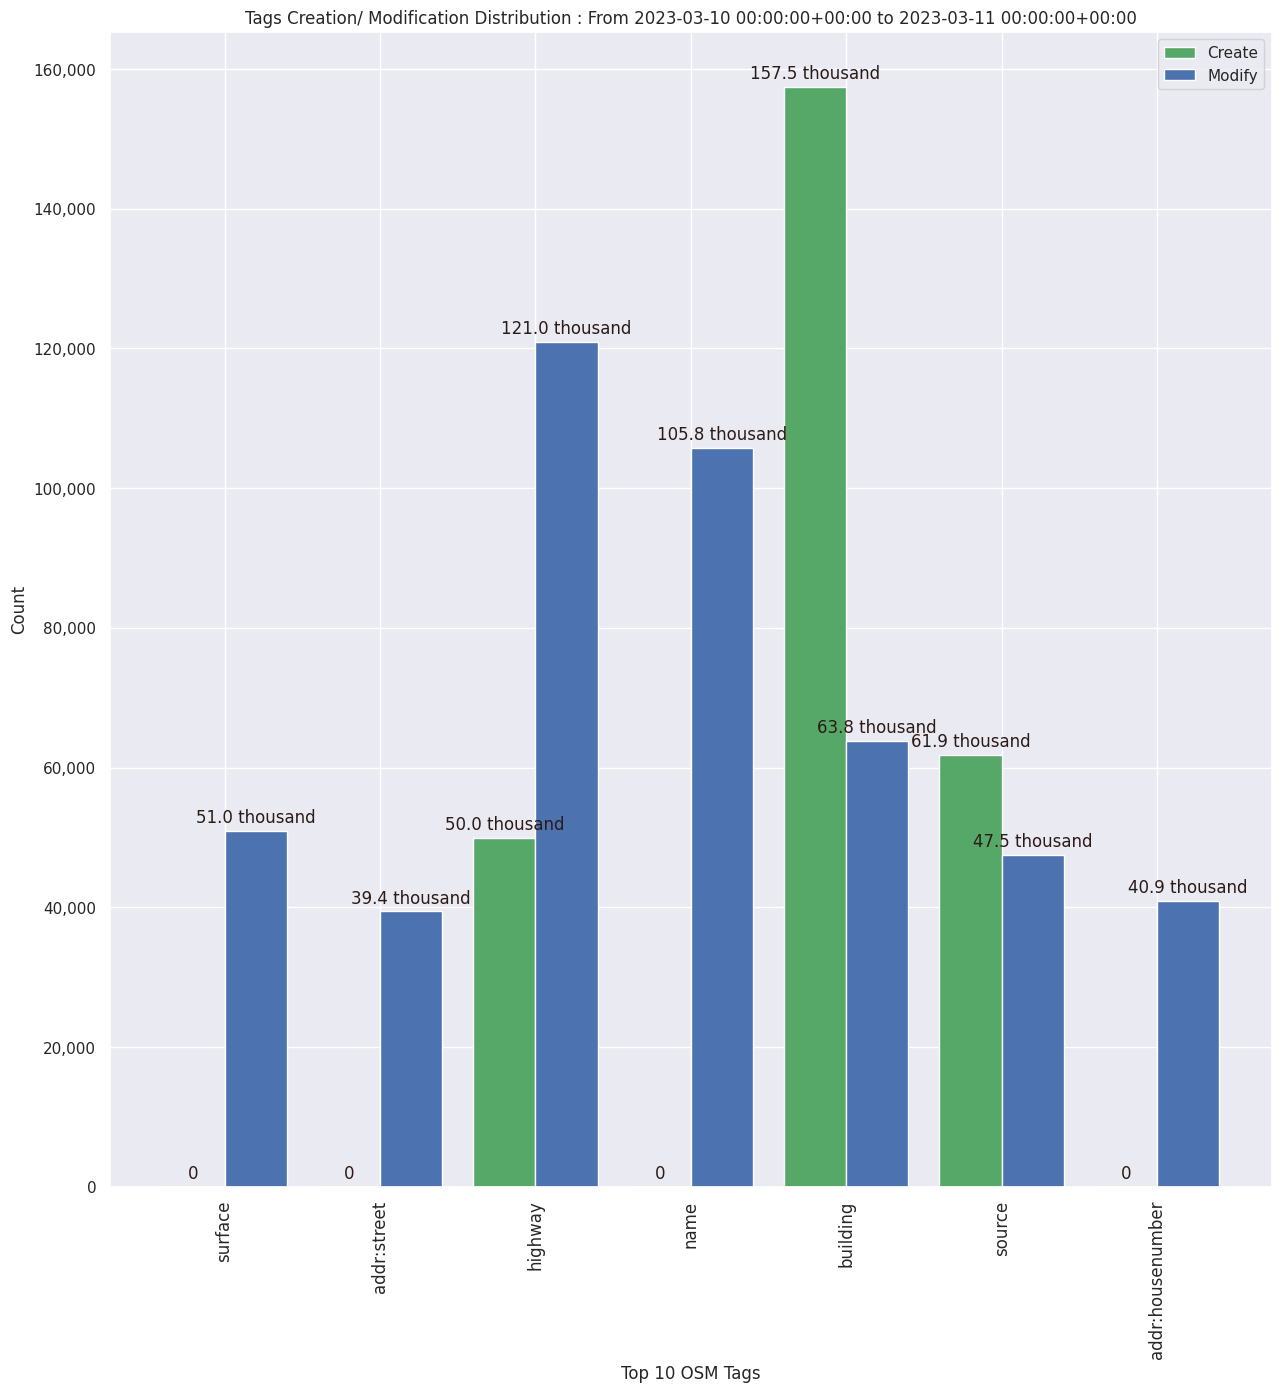 Tags Creation/ Modification Distribution : From 2023-03-10 00:00:00+00:00 to 2023-03-11 00:00:00+00:00
Create
Modify
160,000
140,000
120,000
100,000
80,000
60,000
40,000
20,000
0
Count
157.5 thousand
121.0 thousand
105.8 thousand
63.8 thousand
61.9 thousand
51.0 thousand
50.0 thousand
47.5 thousand
39.4 thousand
40.9 thousand
0
0
0
0
surface
addr:street
highway
name
building
source
addr:housenumber
Top 10 OSM Tags